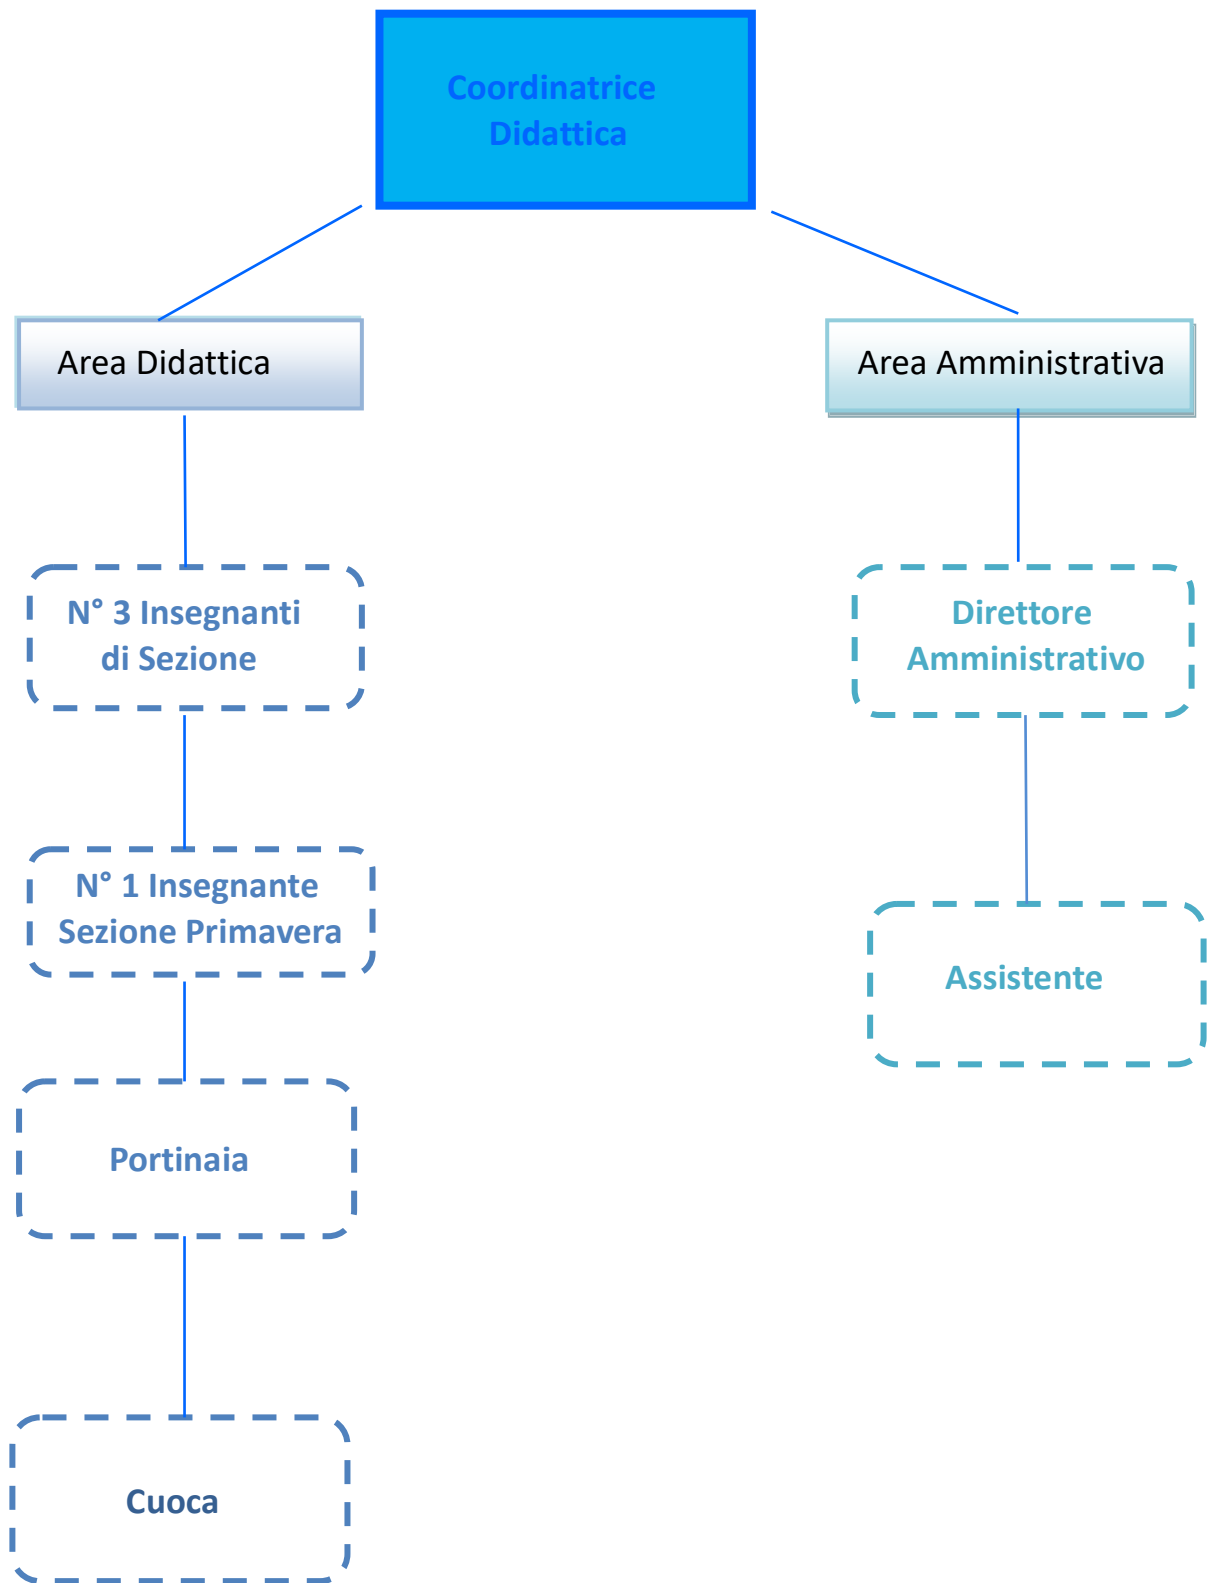 Coordinatrice
Didattica
Area Didattica
Area Amministrativa
N° 3 Insegnanti
di Sezione
Direttore
Amministrativo
N° 1 Insegnante
Sezione Primavera
Assistente
Portinaia
Cuoca